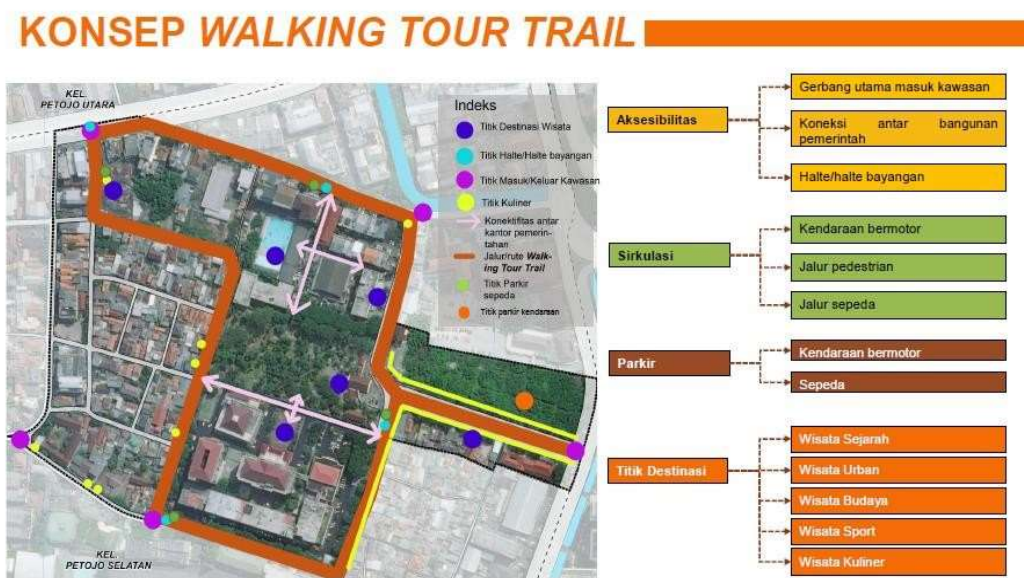 KONSEP WALKING TOUR TRAIL
KEL.
PETOJO UTARA
Indeks
Titik Destinasi Wisata
Titik Halte/Halte bayangan
Titik Masuk/Keluar Kawasan
Titik Kuliner
Konektifitas antar
kantor pemerin-
tahan
Jalur/rute Walk-
ing Tour Trail
Titik Parkir
sepeda
Titik parkir kendaraan
KEL.
PETOJO SELATAN
Aksesibilitas
Gerbang utama masuk kawasan
Koneksi antar bangunan
pemerintah
Halte/halte bayangan
Sirkulasi
Kendaraan bermotor
Jalur pedestrian
Jalur sepeda
Parkir
Kendaraan bermotor
Sepeda
Titik Destinasi
Wisata Sejarah
Wisata Urban
Wisata Budaya
Wisata Sport
Wisata Kuliner